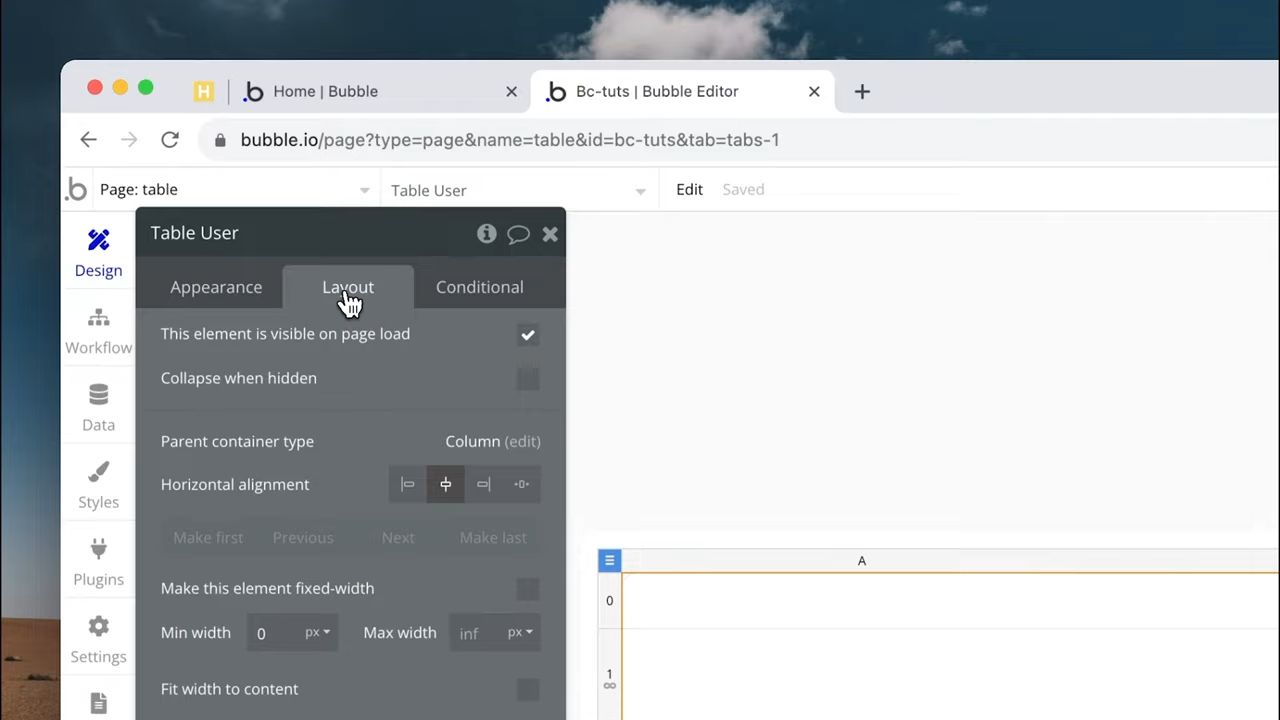 H
Home | Bubble
Bc-tuts | Bubble Editor
bubble.io/page?type=page&name=table&id=bc-tuts&tab=tabs-1
Page: table
Table User
Edit
Saved
Table User
Design
Appearance
Layout
Conditional
This element is visible on page load
Workflow
Collapse when hidden
Data
Parent container type
Column (edit)
Horizontal alignment
Styles
Make first
Previous
Next
Make last
A
Plugins
Make this element fixed-width
0
Min width
0
px
Max width
inf
px
Settings
Fit width to content
1